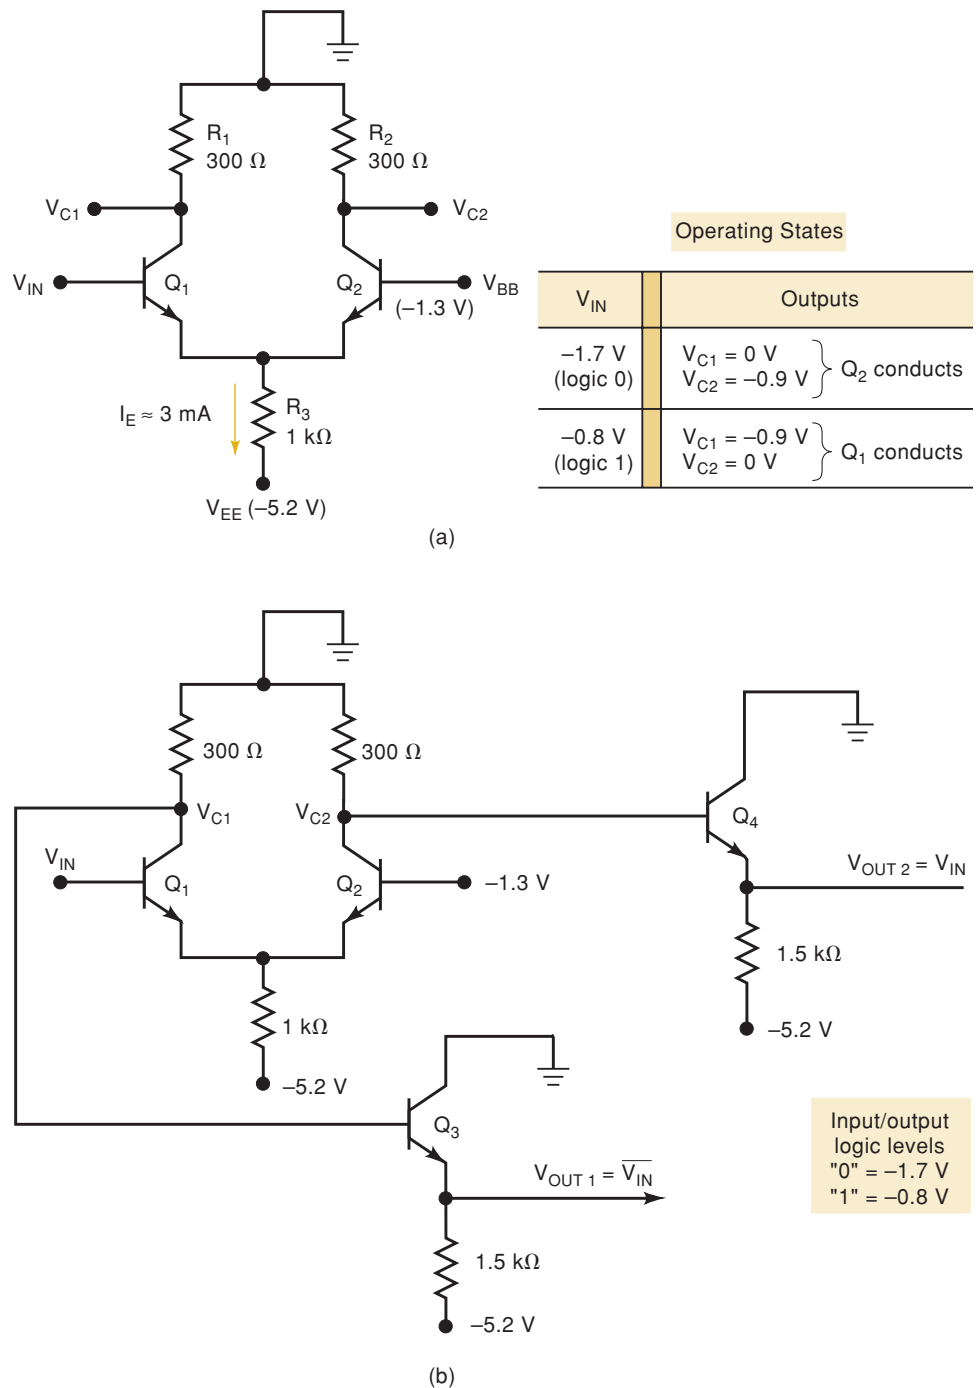 R1
300 Ω
R2
300 Ω
VC1
VC2
VIN
Q1
Q2
VBB
(–1.3 V)
IE ≈ 3 mA
R3
1 kΩ
VEE (–5.2 V)
Operating States
VIN Outputs
–1.7 V
(logic 0)
VC1 = 0 V
VC2 = –0.9 V
Q2 conducts
–0.8 V
(logic 1)
VC1 = –0.9 V
VC2 = 0 V
Q1 conducts
(a)
300 Ω
300 Ω
VC1
VC2
VIN
Q1
Q2
–1.3 V
Q4
VOUT 2 = VIN
1.5 kΩ
–5.2 V
1 kΩ
–5.2 V
Q3
VOUT 1 = V̅I̅N̅
1.5 kΩ
–5.2 V
Input/output
logic levels
"0" = –1.7 V
"1" = –0.8 V
(b)